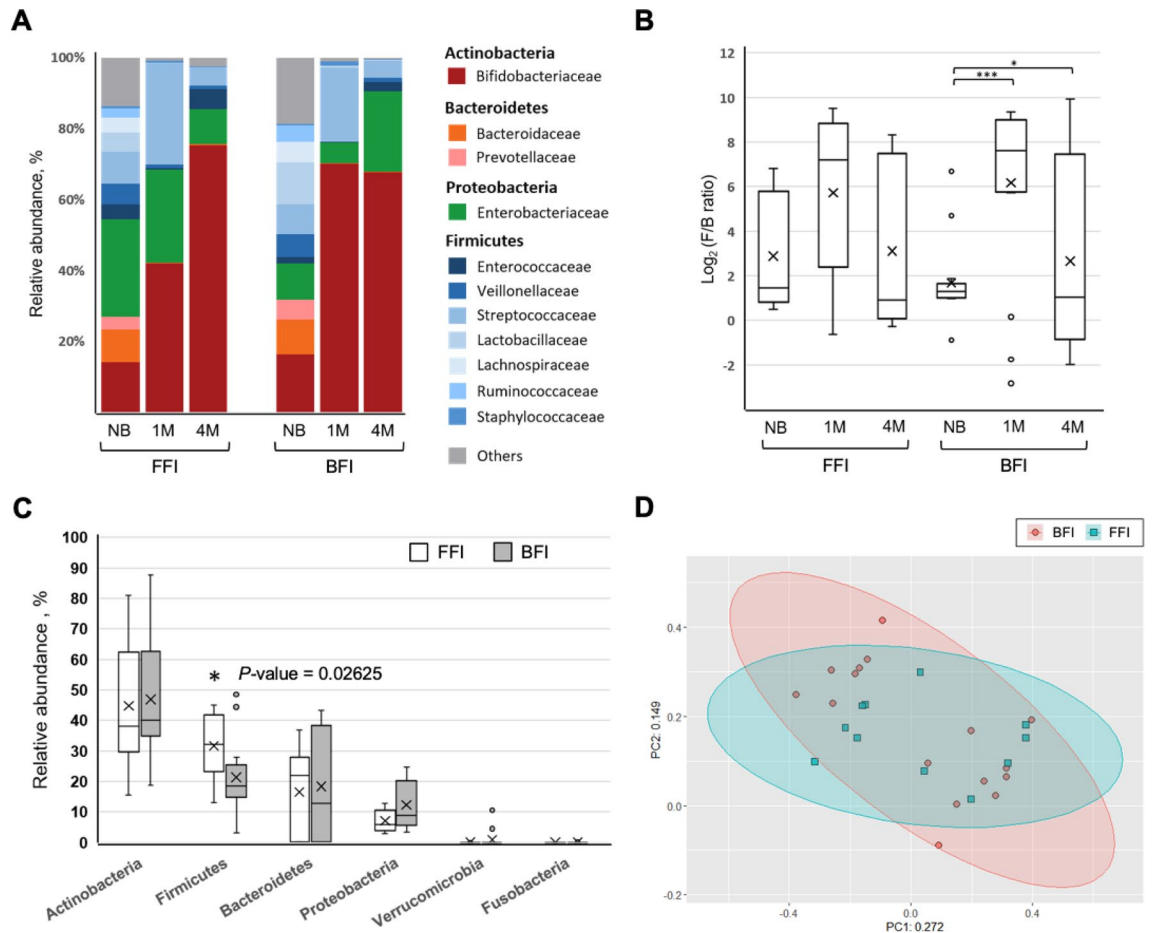 A
Relative abundance, %
100%
80%
60%
40%
20%
NB 1M 4M NB 1M 4M
FFI BFI
Actinobacteria
Bifidobacteriaceae
Bacteroidetes
Bacteroidaceae
Prevotellaceae
Proteobacteria
Enterobacteriaceae
Firmicutes
Enterococcaceae
Veillonellaceae
Streptococcaceae
Lactobacillaceae
Lachnospiraceae
Ruminococcaceae
Staphylococcaceae
Others
B
Log2 (F/B ratio)
12
10
8
6
4
2
0
-2
***
*
NB 1M 4M NB 1M 4M
FFI BFI
C
Relative abundance , %
100
90
80
70
60
50
40
30
20
10
0
FFI BFI
* P-value = 0.02625
Actinobacteria
Firmicutes
Bacteroidetes
Proteobacteria
Verrucomicrobia
Fusobacteria
D
BFI FFI
PC2: 0.149
0.4
0.2
0.0
-0.2
-0.4 0.0 0.4
PC1: 0.272